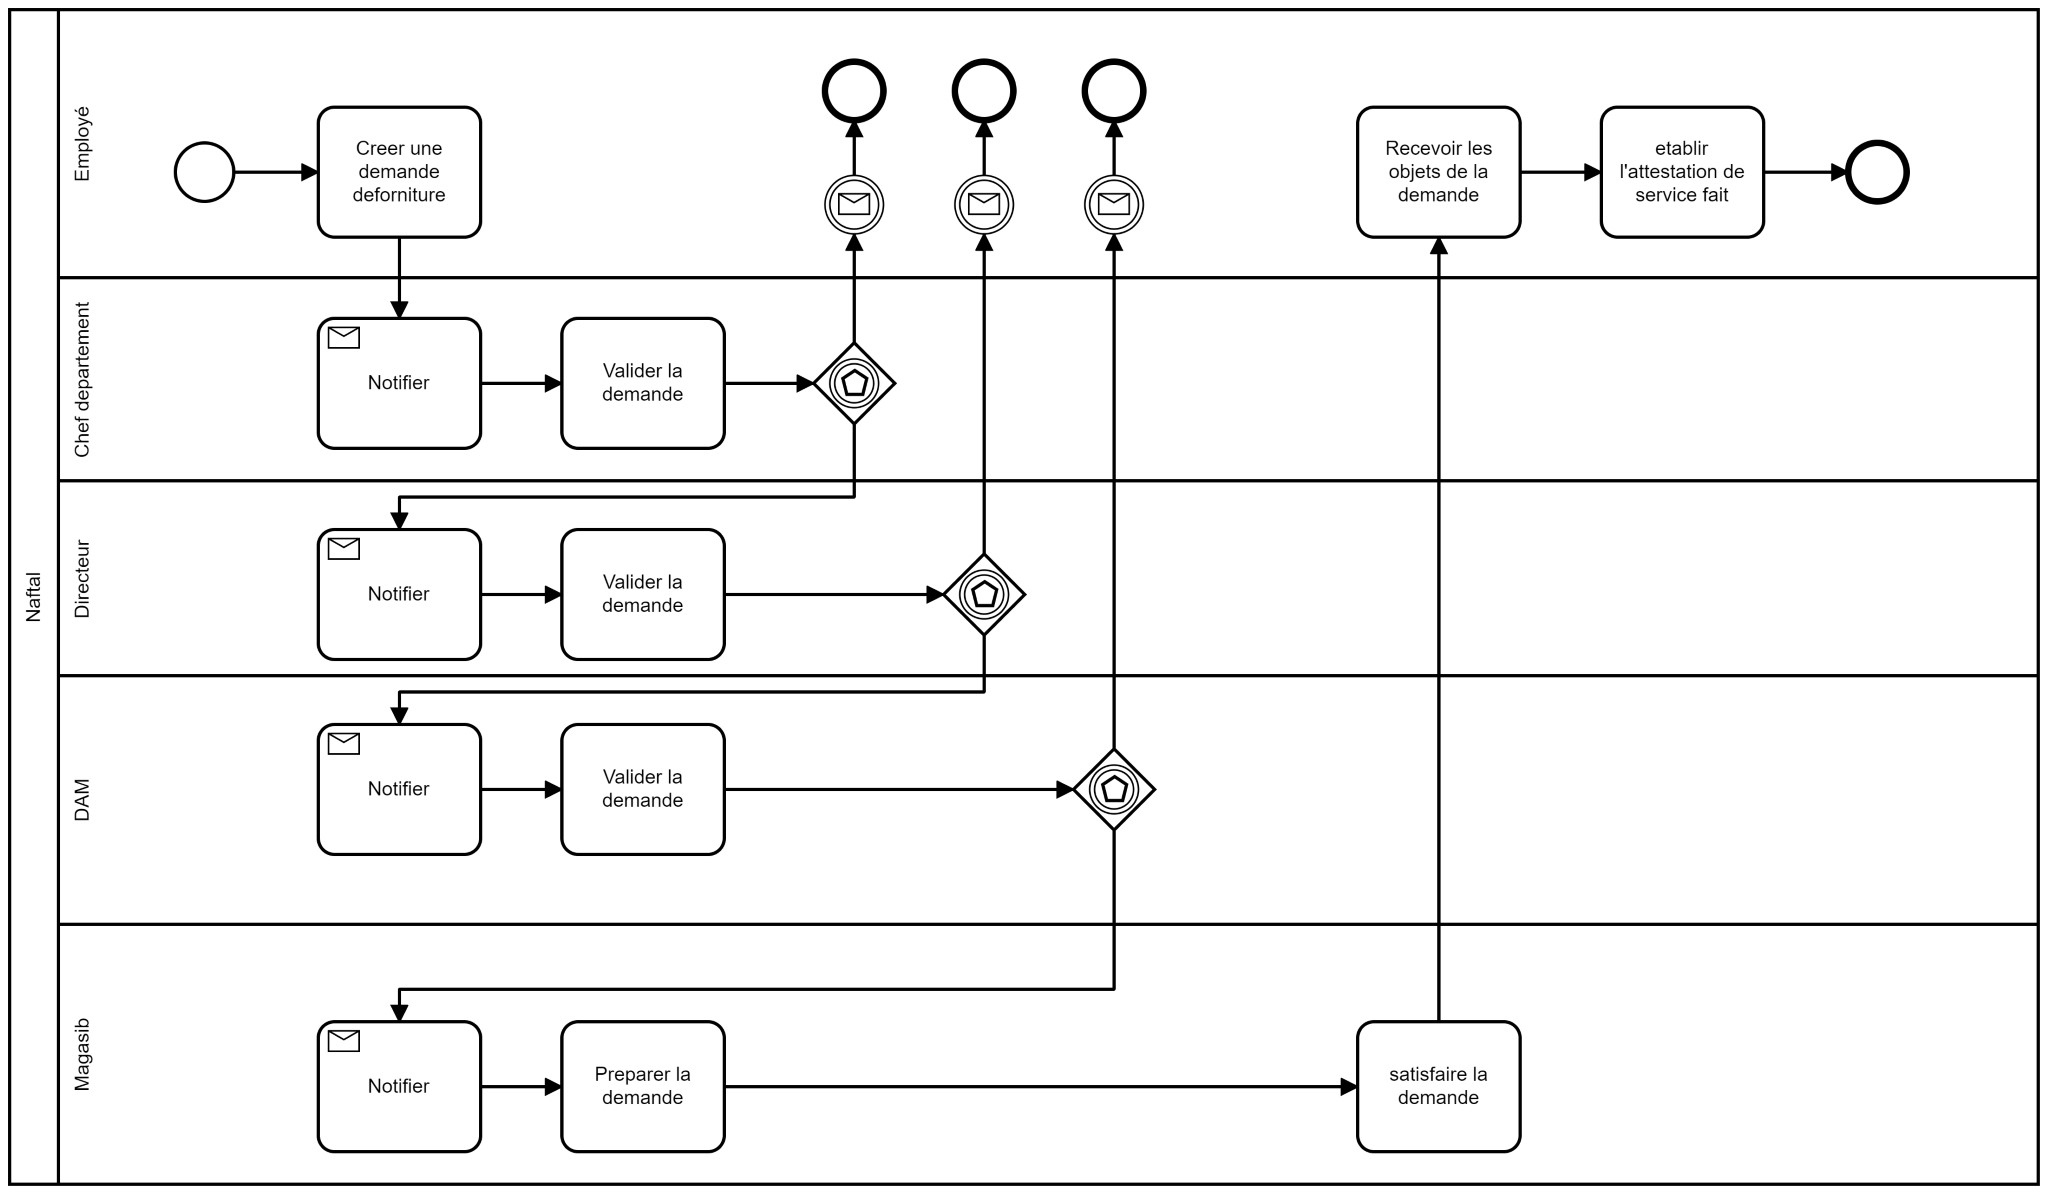 Naftal
Employé
Creer une
demande
deforniture
Recevoir les
objets de la
demande
etablir
l'attestation de
service fait
Chef departement
Notifier
Valider la
demande
Directeur
Notifier
Valider la
demande
DAM
Notifier
Valider la
demande
Magasib
Notifier
Preparer la
demande
satisfaire la
demande